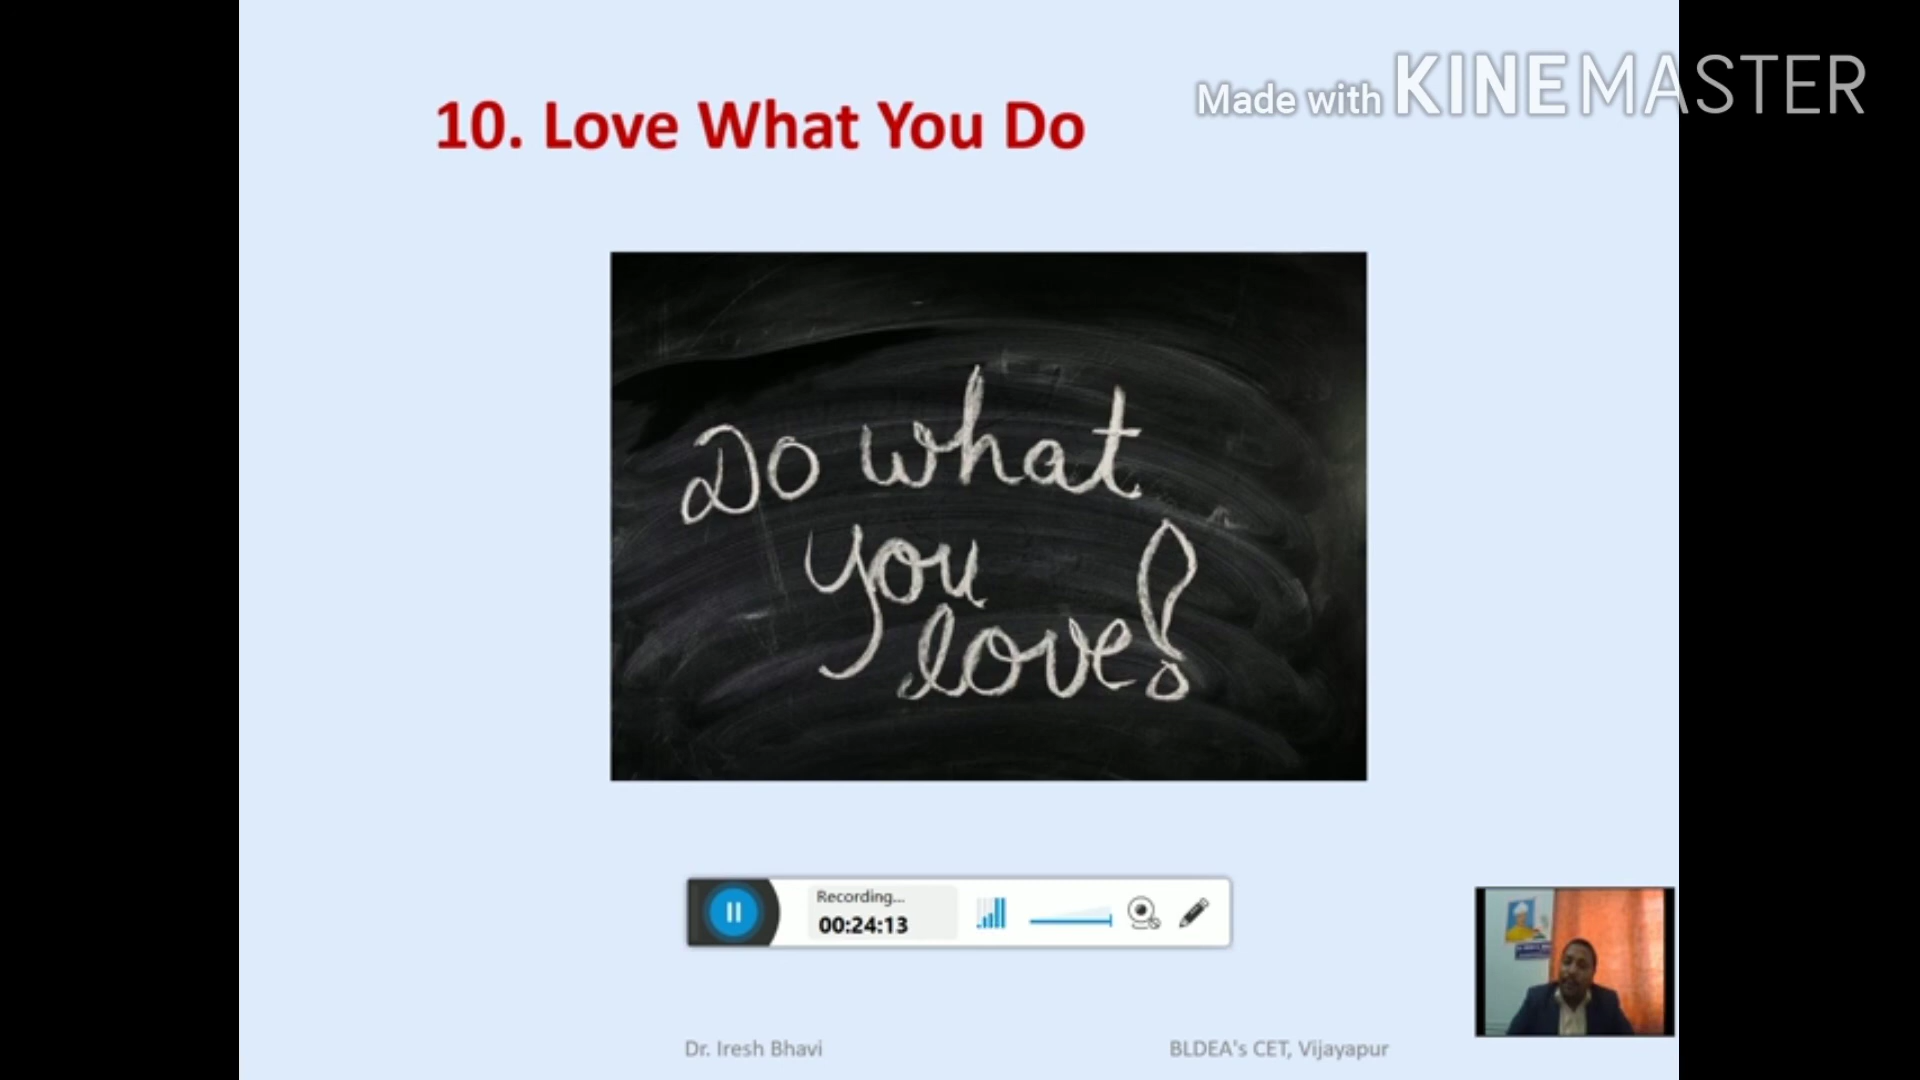 Made with KINEMASTER
10. Love What You Do
Do what
you
love!
Recording...
00:24:13
Dr. Iresh Bhavi
BLDEA's CET, Vijayapur